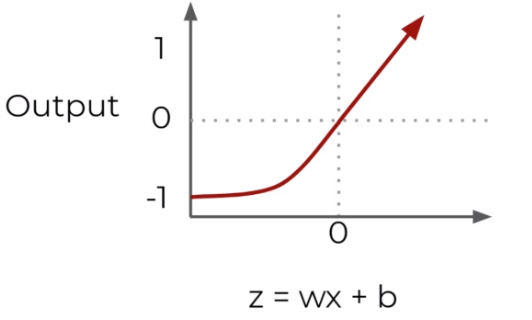 1
Output 0
-1
0
z = wx + b